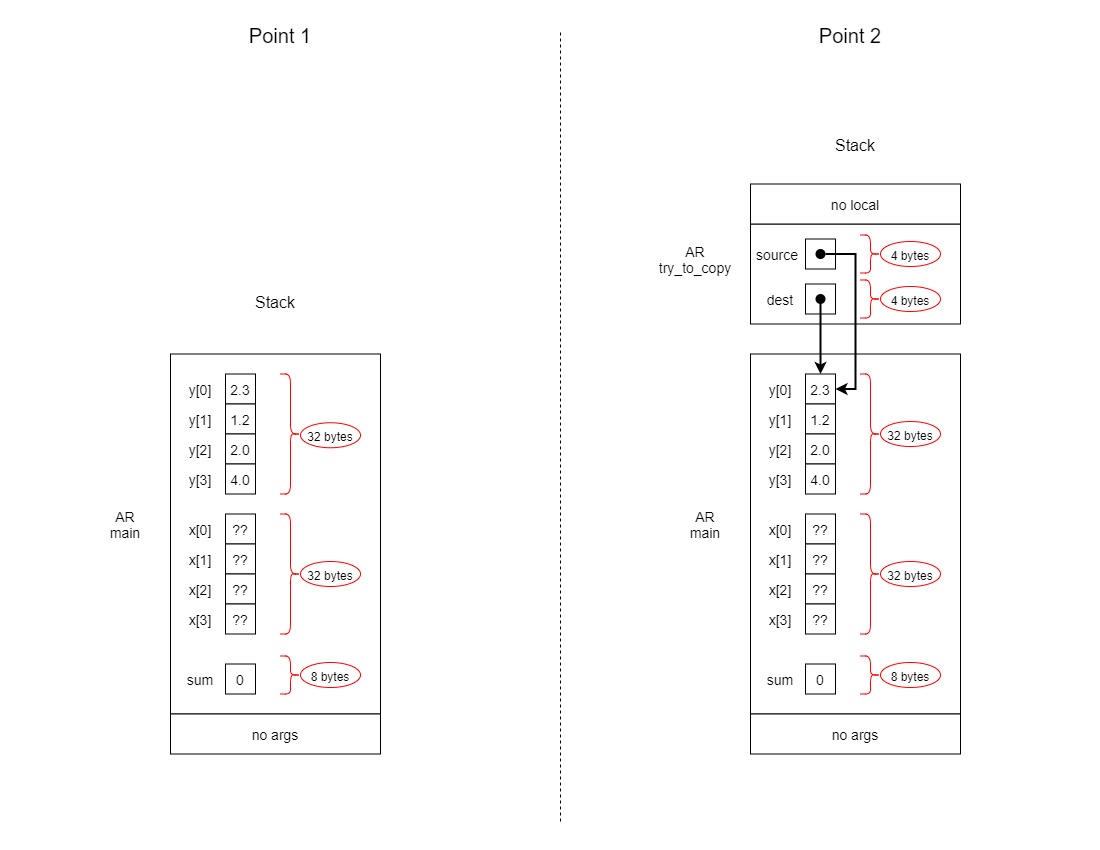 Point 1
Stack
y[0] 2.3
y[1] 1.2
y[2] 2.0
y[3] 4.0
32 bytes
AR
main
x[0] ??
x[1] ??
x[2] ??
x[3] ??
32 bytes
sum 0
8 bytes
no args
Point 2
Stack
no local
AR
try_to_copy
source
4 bytes
dest
4 bytes
y[0] 2.3
y[1] 1.2
y[2] 2.0
y[3] 4.0
32 bytes
AR
main
x[0] ??
x[1] ??
x[2] ??
x[3] ??
32 bytes
sum 0
8 bytes
no args